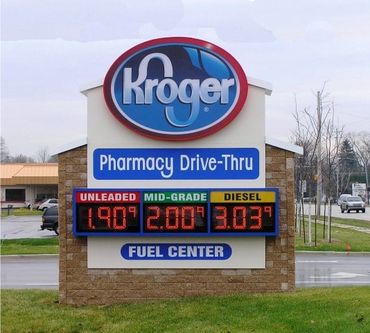 Kroger
Pharmacy Drive-Thru
UNLEADED MID-GRADE DIESEL
1.90⁹ 2.00⁹ 3.03⁹
FUEL CENTER